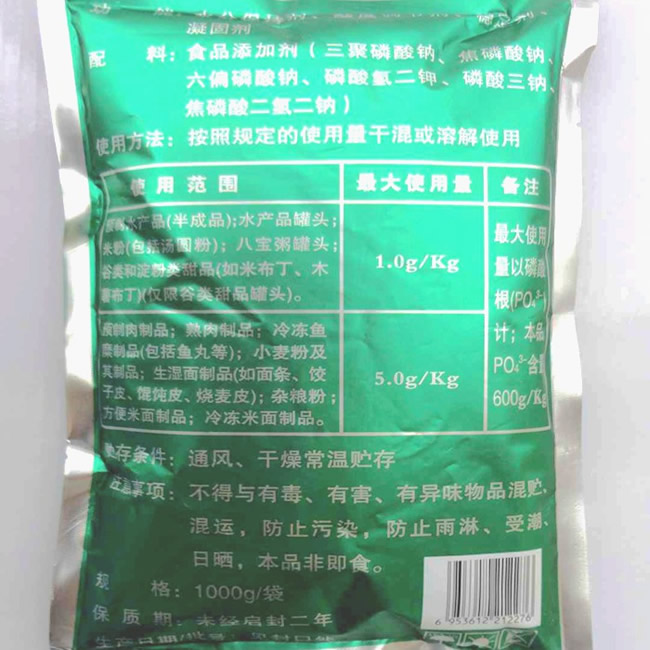 凝固剂
配 料：食品添加剂（三聚磷酸钠、焦磷酸钠、
六偏磷酸钠、磷酸氢二钾、磷酸三钠、
焦磷酸二氢二钠）
使用方法：按照规定的使用量干混或溶解使用
使用范围 最大使用量 备注
水产品(半成品);水产品罐头;
米粉(包括汤圆粉);八宝粥罐头;
谷类和淀粉类甜品(如米布丁、木
薯布丁)(仅限谷类甜品罐头)。
1.0g/Kg
预制肉制品；熟肉制品；冷冻鱼
糜制品(包括鱼丸等)；小麦粉及
其制品；生湿面制品(如面条、饺
子皮、馄饨皮、烧麦皮)；杂粮粉；
方便米面制品；冷冻米面制品。
5.0g/Kg
最大使用
量以磷酸
根(PO₄³⁻)
计；本品
PO₄³⁻含量
600g/Kg
贮存条件：通风、干燥常温贮存
注意事项：不得与有毒、有害、有异味物品混贮、
混运，防止污染，防止雨淋、受潮、
日晒，本品非即食。
规 格：1000g/袋
保 质 期：未经启封二年
生产日期/批号：见封口处
6 953612 212276